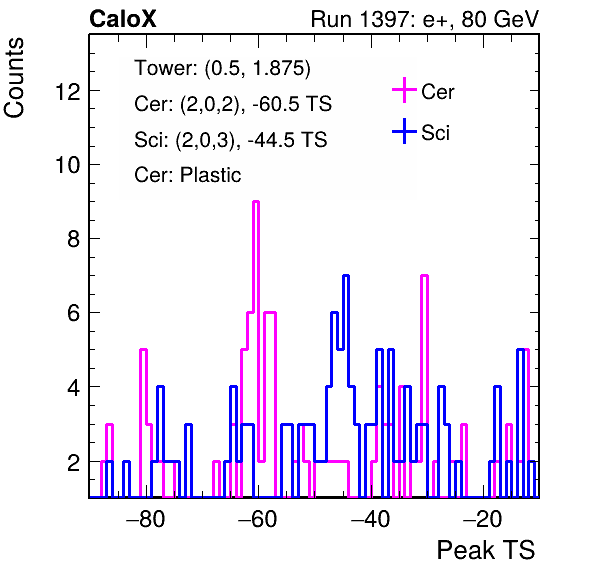 CaloX Run 1397: e+, 80 GeV
Counts
Tower: (0.5, 1.875)
Cer: (2,0,2), -60.5 TS
Sci: (2,0,3), -44.5 TS
Cer: Plastic
Cer
Sci
12
10
8
6
4
2
−80 −60 −40 −20
Peak TS